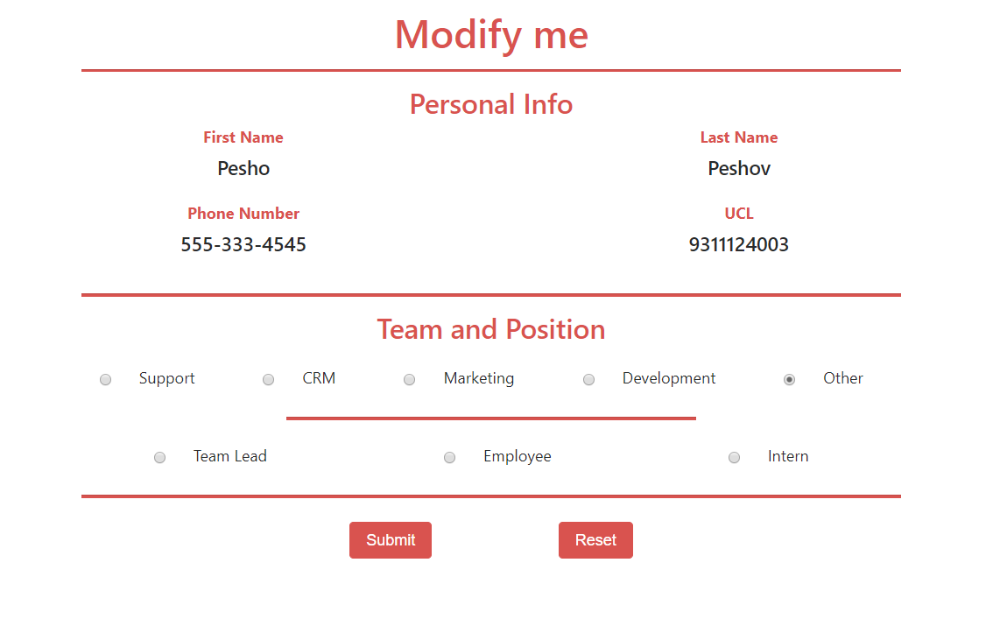 Modify me
Personal Info
First Name
Last Name
Pesho
Peshov
Phone Number
UCL
555-333-4545
9311124003
Team and Position
Support
CRM
Marketing
Development
Other
Team Lead
Employee
Intern
Submit
Reset